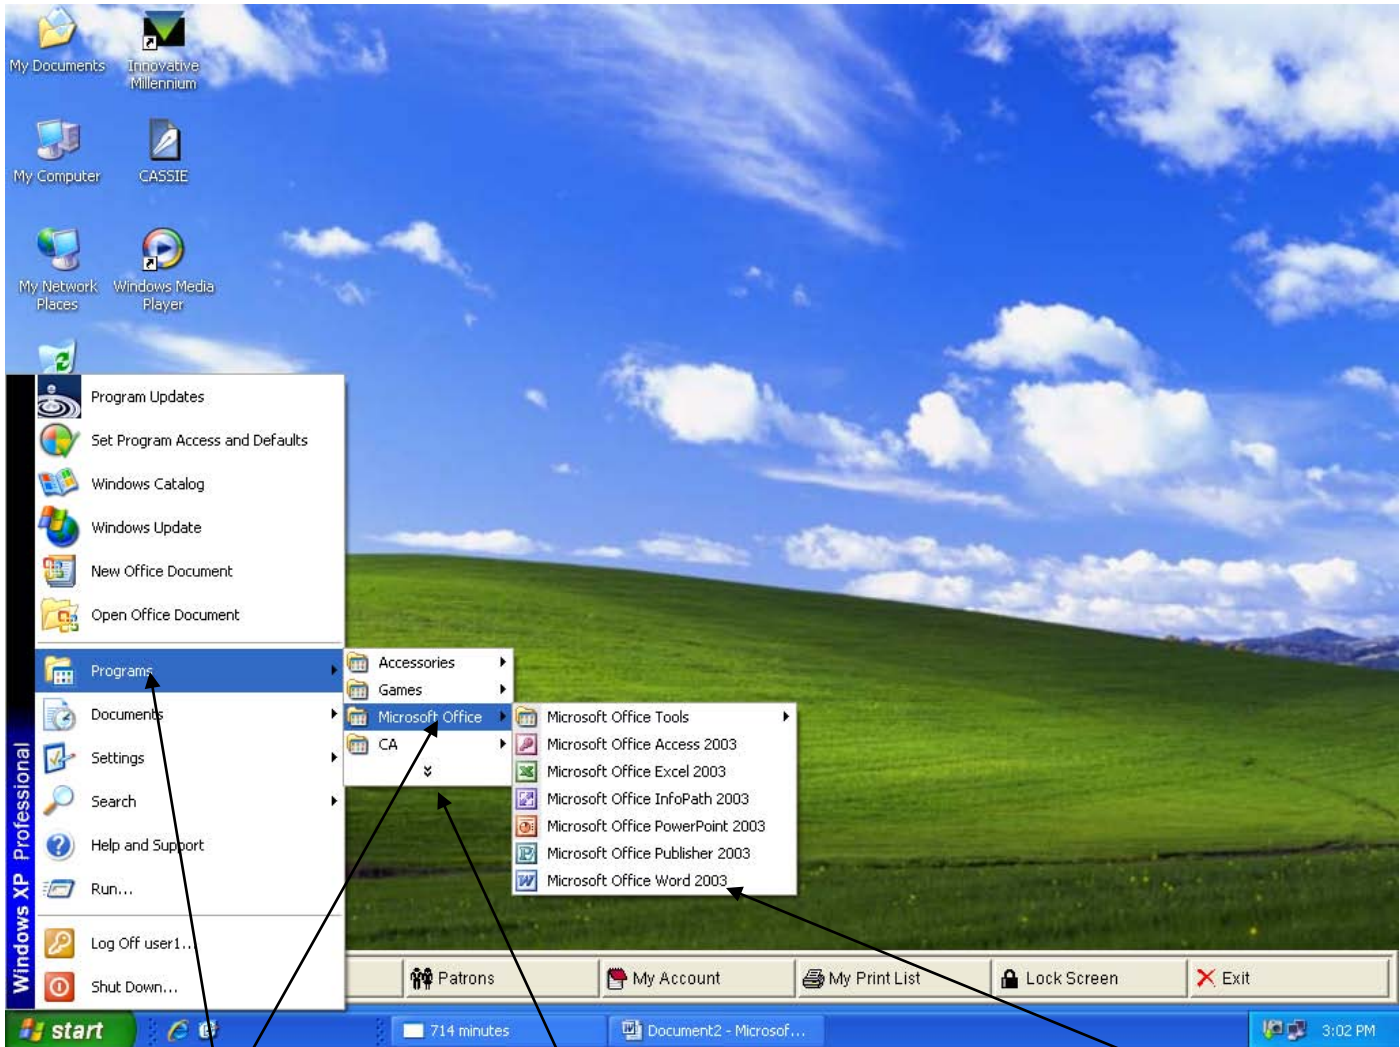 My Documents
Innovative
Millennium
My Computer
CASSIE
My Network
Places
Windows Media
Player
Program Updates
Set Program Access and Defaults
Windows Catalog
Windows Update
New Office Document
Open Office Document
Programs
Documents
Settings
Search
Help and Support
Run...
Log Off user1...
Shut Down...
Windows XP Professional
Accessories
Games
Microsoft Office
CA
Microsoft Office Tools
Microsoft Office Access 2003
Microsoft Office Excel 2003
Microsoft Office InfoPath 2003
Microsoft Office PowerPoint 2003
Microsoft Office Publisher 2003
Microsoft Office Word 2003
Patrons
My Account
My Print List
Lock Screen
Exit
start
714 minutes
Document2 - Microsof...
3:02 PM